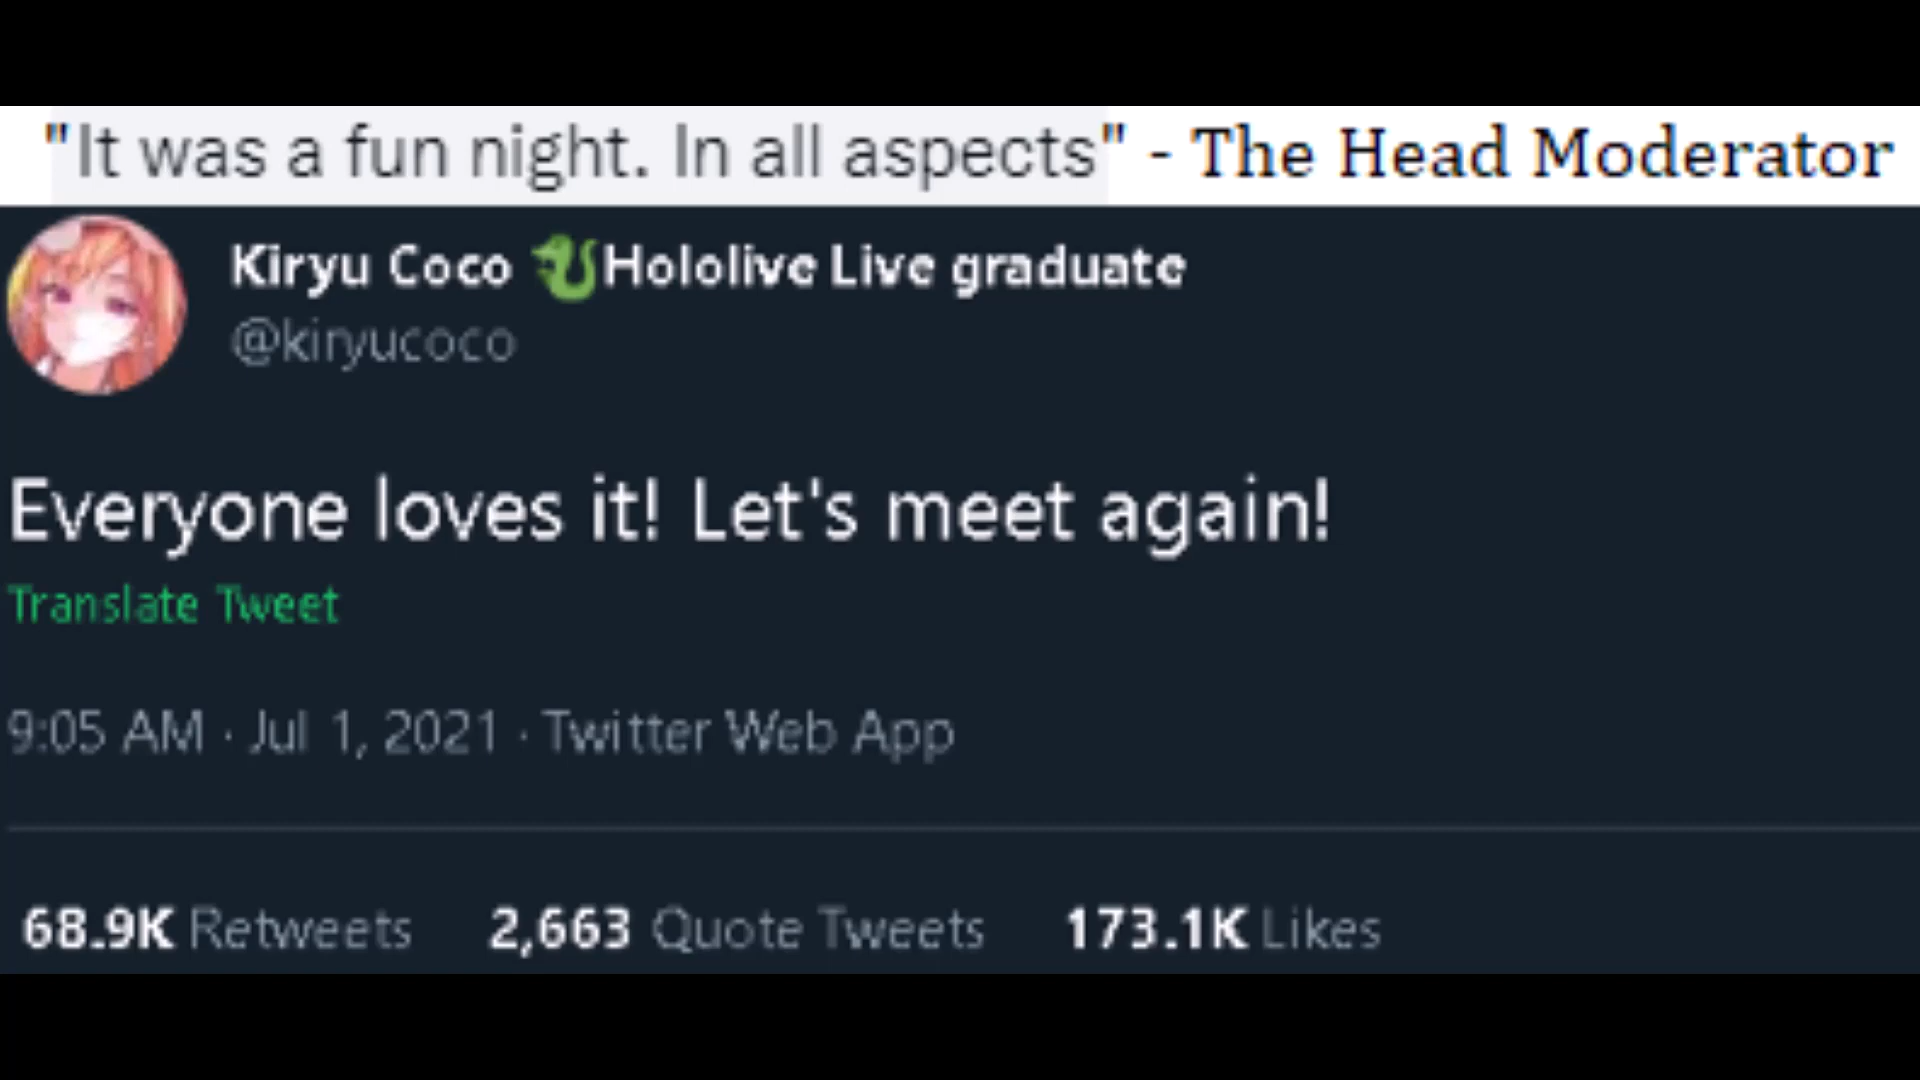 "It was a fun night. In all aspects" - The Head Moderator
Kiryu Coco 🐉Hololive Live graduate
@kiryucoco
Everyone loves it! Let's meet again!
Translate Tweet
9:05 AM · Jul 1, 2021 · Twitter Web App
68.9K Retweets 2,663 Quote Tweets 173.1K Likes